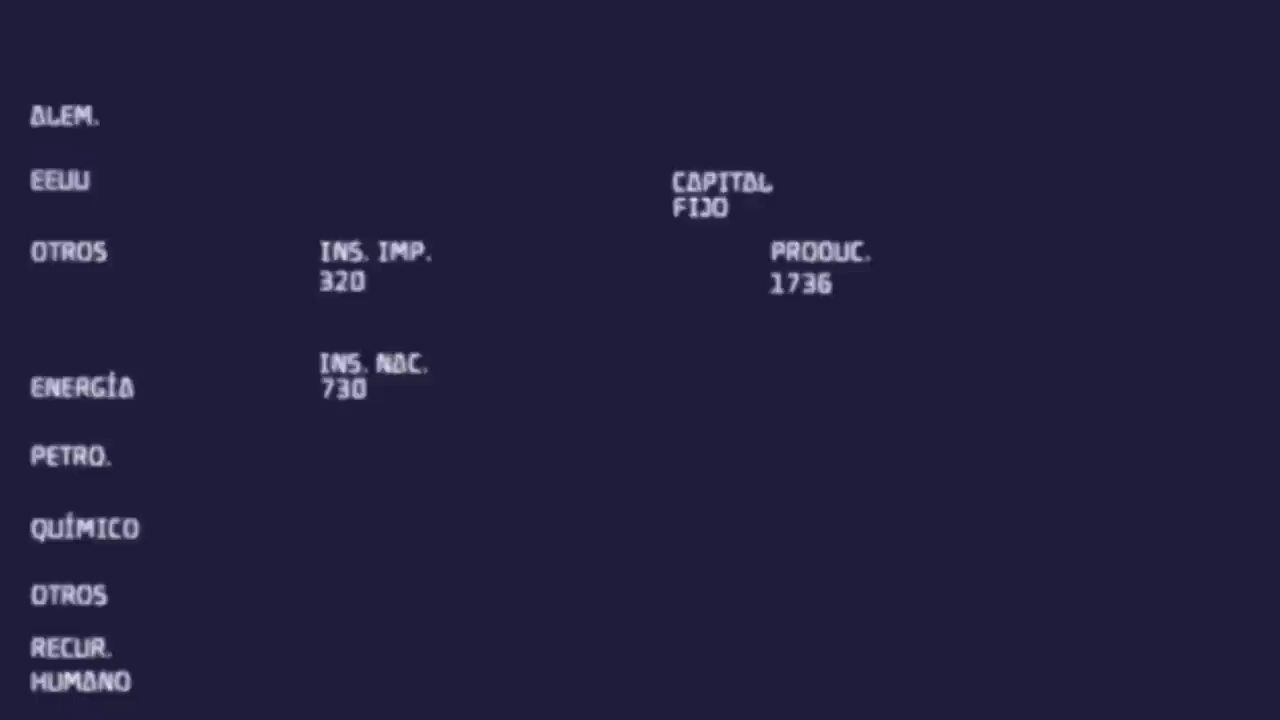 ALEM.
EEUU
CAPITAL
FIJO
OTROS
INS. IMP.
PRODUC.
320
1736
INS. NAC.
ENERGÍA
730
PETRO.
QUÍMICO
OTROS
RECUR.
HUMANO